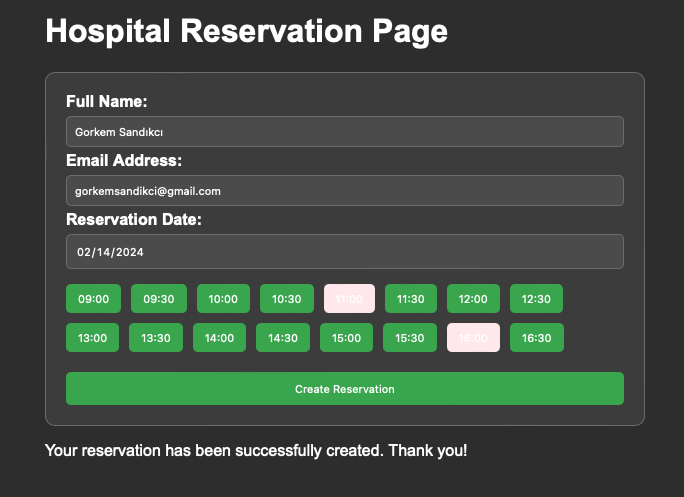 Hospital Reservation Page
Full Name:
Gorkem Sandıkcı
Email Address:
gorkemsandikci@gmail.com
Reservation Date:
02/14/2024
09:00 09:30 10:00 10:30 11:00 11:30 12:00 12:30
13:00 13:30 14:00 14:30 15:00 15:30 16:00 16:30
Create Reservation
Your reservation has been successfully created. Thank you!